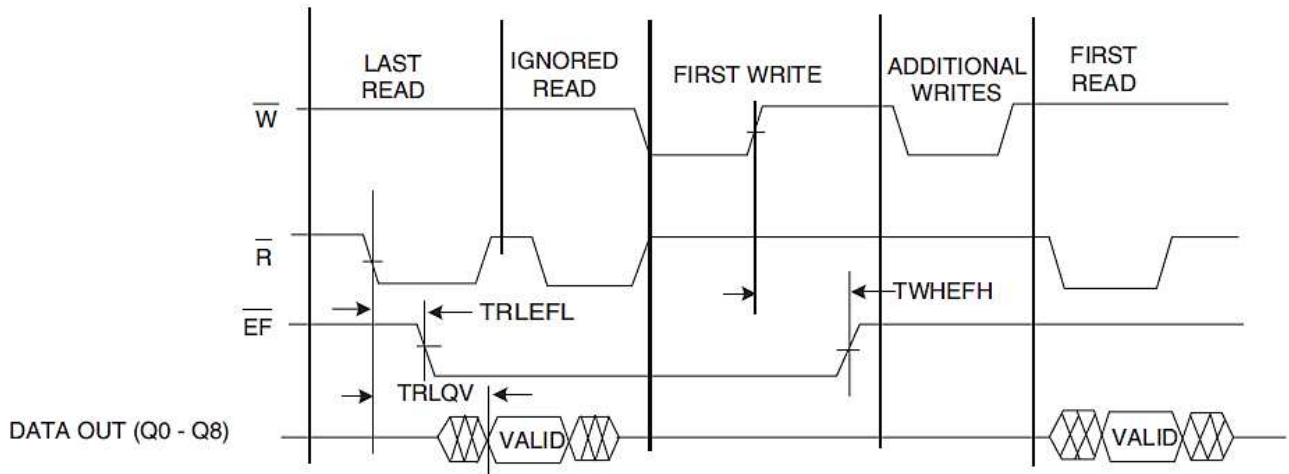 LAST READ
IGNORED READ
FIRST WRITE
ADDITIONAL WRITES
FIRST READ
W̅
R̅
TWHEFH
TRLEFL
E̅F̅
TRLQV
DATA OUT (Q0 - Q8)
VALID
VALID